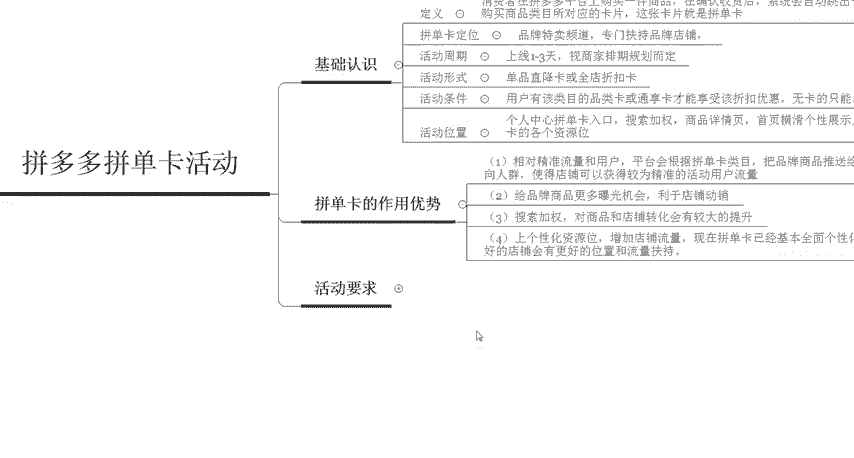 消费者在拼多多平台上购买一件商品，在确认收货后，系统会自动跳出
定义 购买商品类目所对应的卡片，这张卡片就是拼单卡
拼单卡定位 品牌特卖频道，专门扶持品牌店铺，
基础认识 活动周期 上线1-3天，视商家排期规划而定
活动形式 单品直降卡或全店折扣卡
活动条件 用户有该类目的品类卡或通享卡才能享受该折扣优惠，无卡的只能
个人中心拼单卡入口，搜索加权，商品详情页，首页横滑个性展示
活动位置 卡的各个资源位
拼多多拼单卡活动
（1）相对精准流量和用户，平台会根据拼单卡类目，把品牌商品推送给
向人群，使得店铺可以获得较为精准的活动用户流量
拼单卡的作用优势 （2）给品牌商品更多曝光机会，利于店铺动销
（3）搜索加权，对商品和店铺转化会有较大的提升
（4）上个性化资源位，增加店铺流量，现在拼单卡已经基本全面个性化
好的店铺会有更好的位置和流量扶持。
活动要求